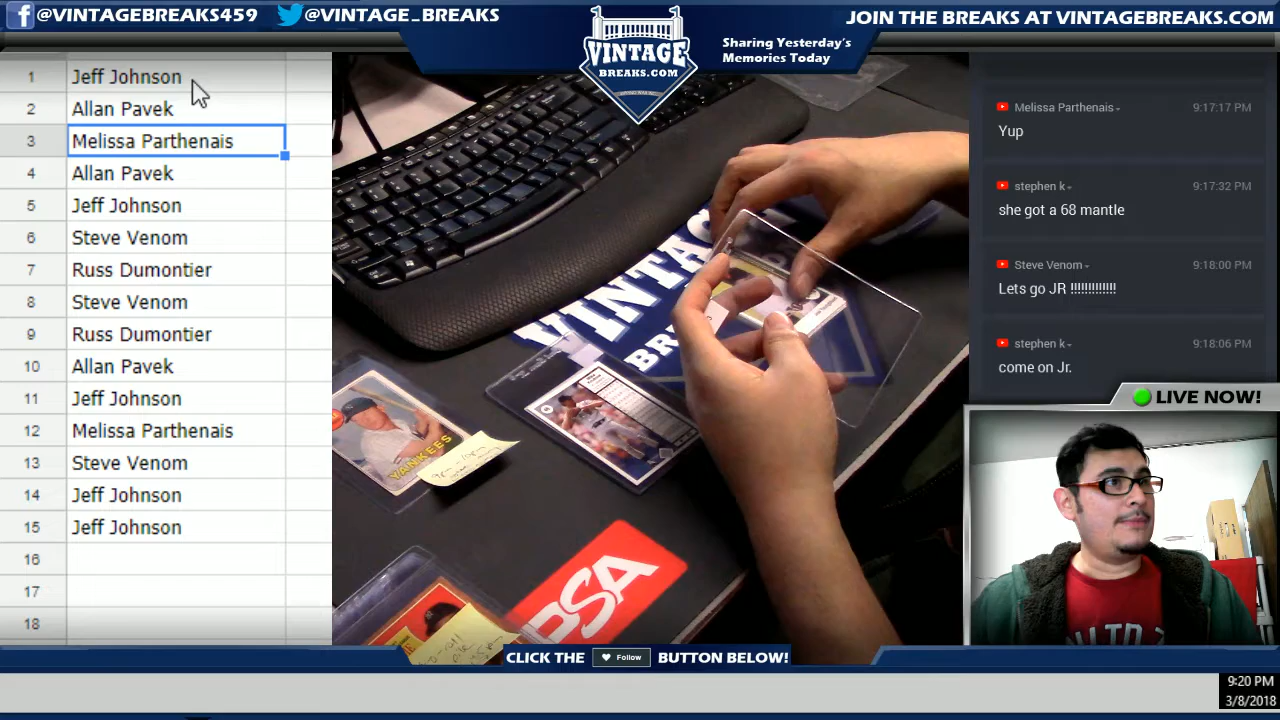 @VINTAGEBREAKS459 @VINTAGE_BREAKS
VINTAGE
BREAKS.COM
Sharing Yesterday's
Memories Today
JOIN THE BREAKS AT VINTAGEBREAKS.COM
1 Jeff Johnson
2 Allan Pavek
3 Melissa Parthenais
4 Allan Pavek
5 Jeff Johnson
6 Steve Venom
7 Russ Dumontier
8 Steve Venom
9 Russ Dumontier
10 Allan Pavek
11 Jeff Johnson
12 Melissa Parthenais
13 Steve Venom
14 Jeff Johnson
15 Jeff Johnson
16
17
18
VINTAG
BR
YANKEES
PSA
Melissa Parthenais 9:17:17 PM
Yup
stephen k 9:17:32 PM
she got a 68 mantle
Steve Venom 9:18:00 PM
Lets go JR !!!!!!!!!!!!!
stephen k 9:18:06 PM
come on Jr.
LIVE NOW!
CLICK THE Follow BUTTON BELOW!
9:20 PM
3/8/2018